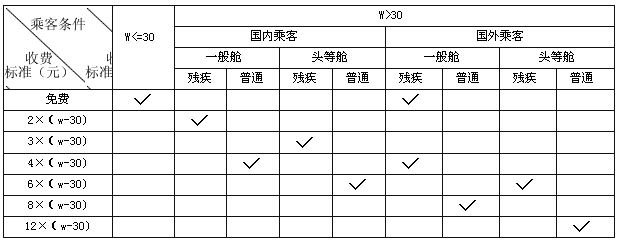 乘客条件
W<=30
W>30
国内乘客
国外乘客
收费
收
标准（元）
标准
一般舱
头等舱
一般舱
头等舱
残疾
普通
残疾
普通
残疾
普通
残疾
普通
免费
2×（w-30）
3×（w-30）
4×（w-30）
6×（w-30）
8×（w-30）
12×（w-30）